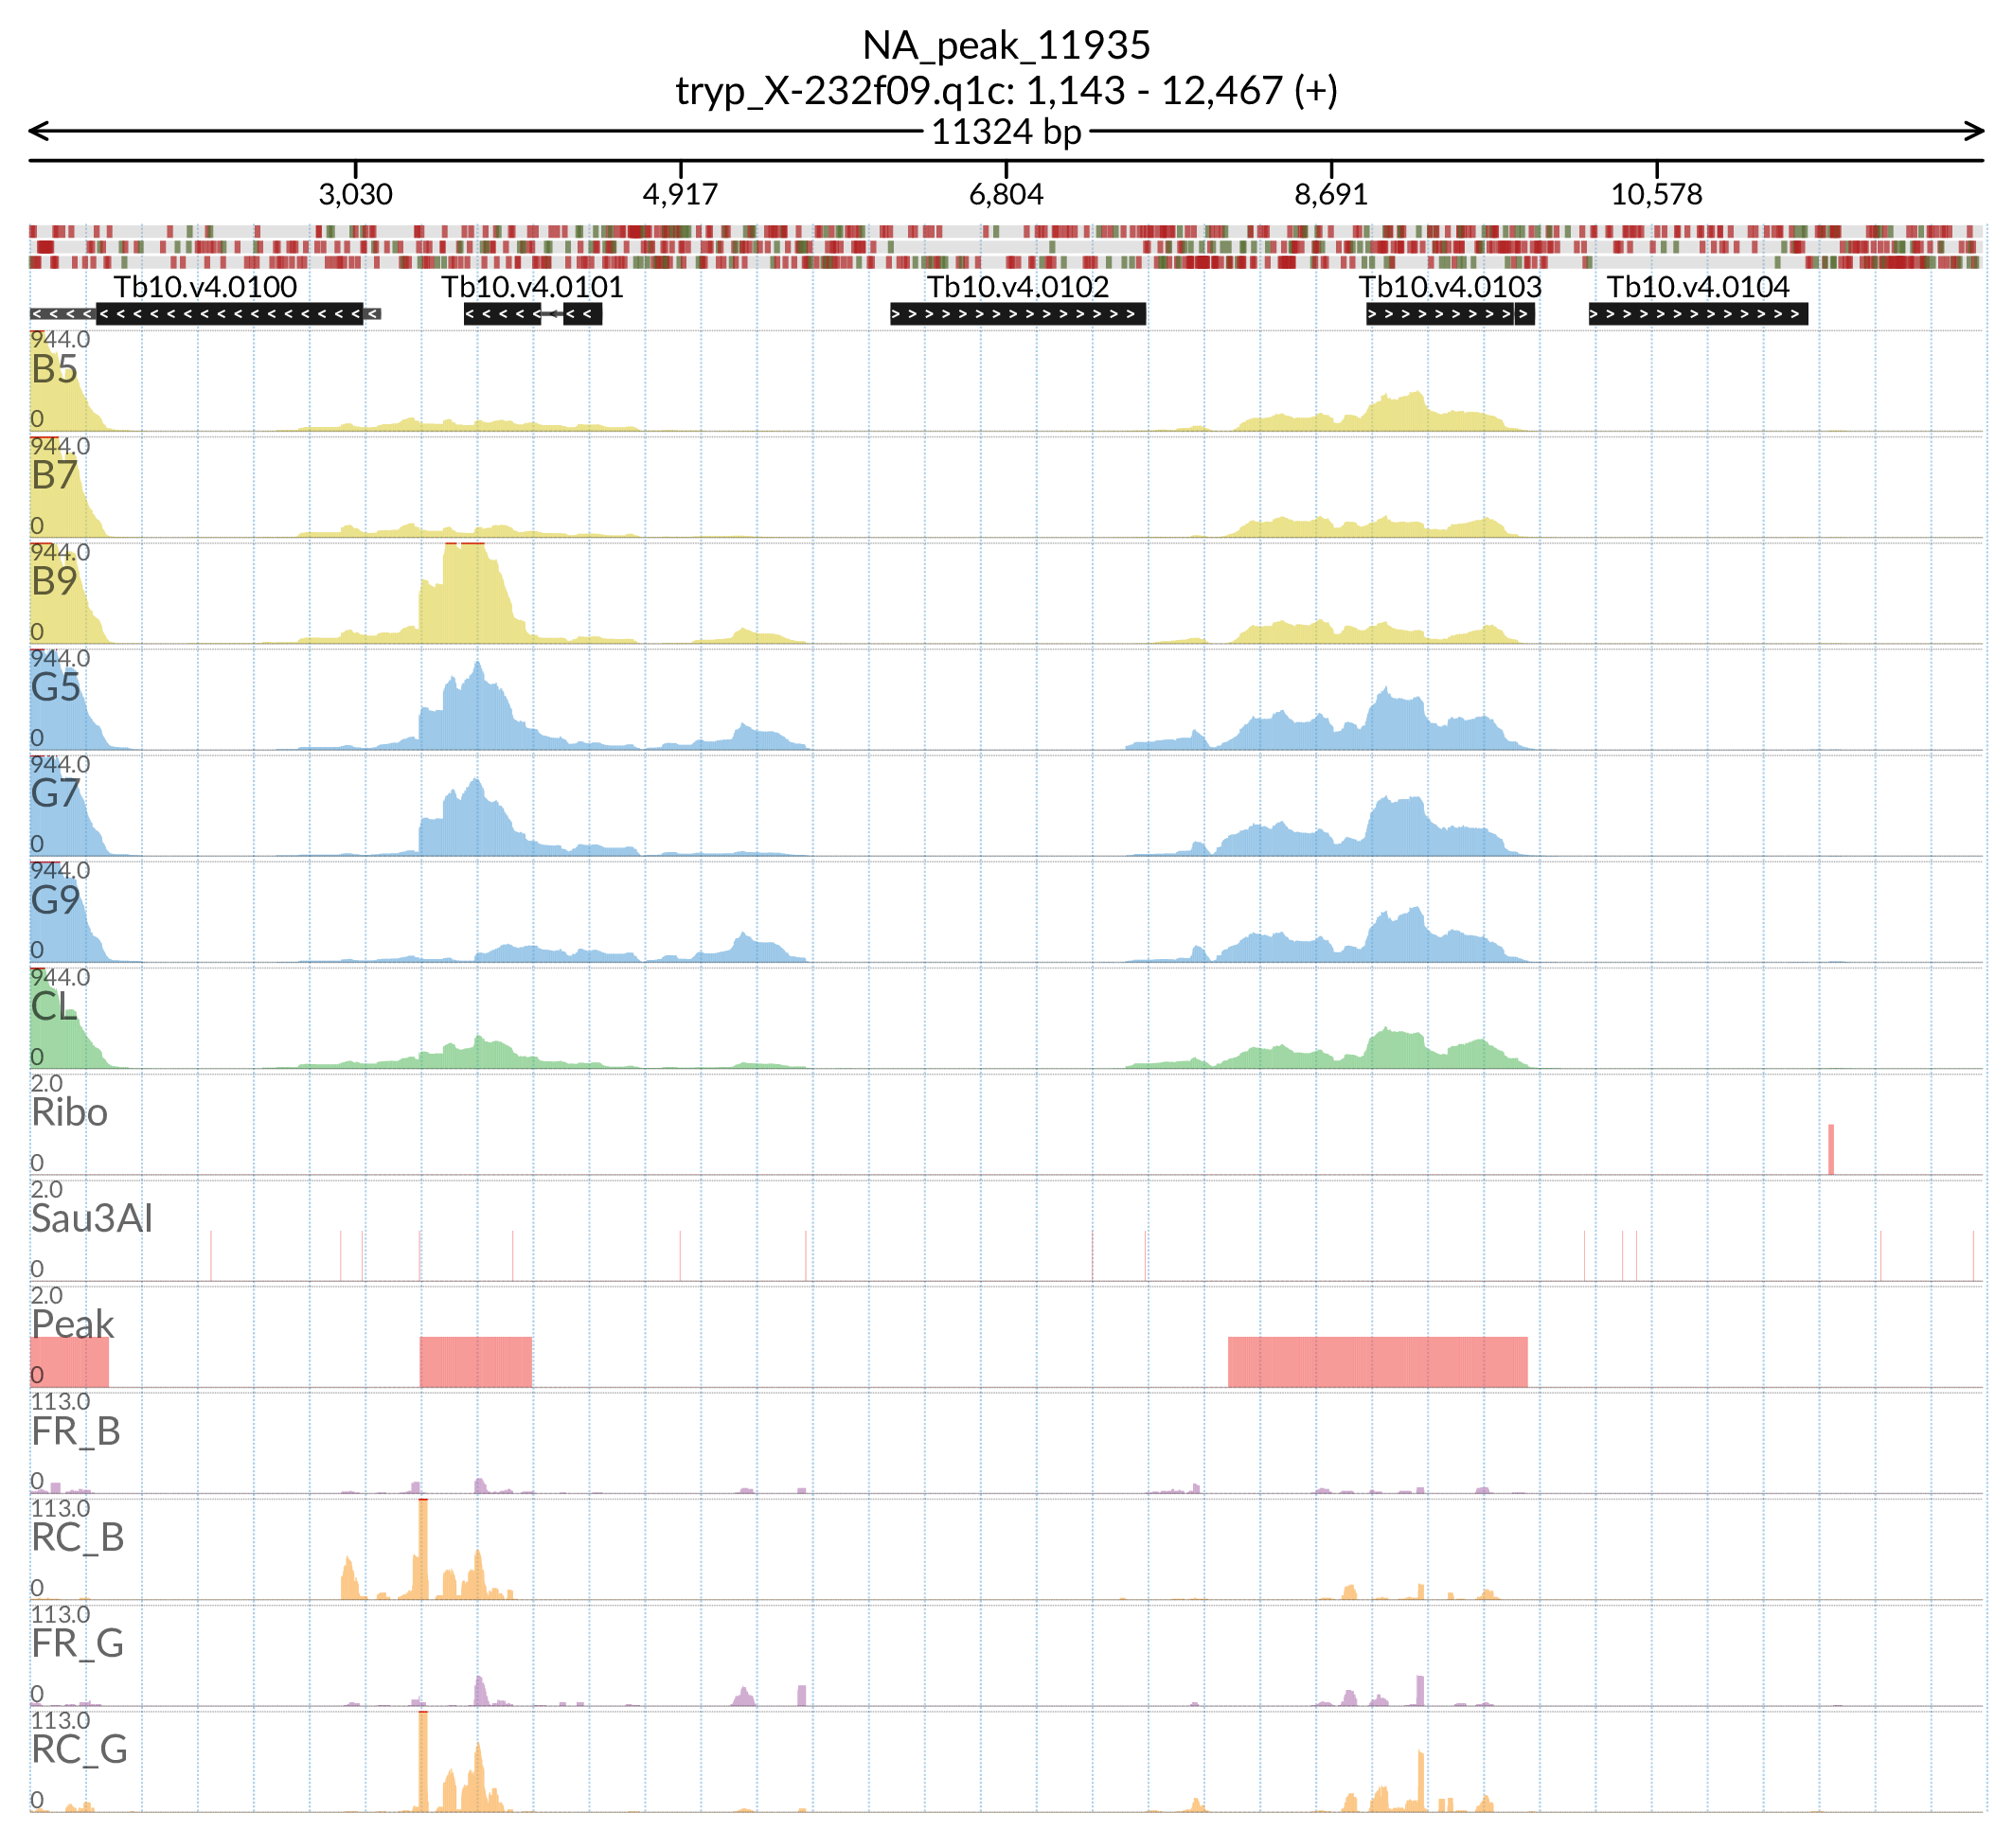 NA_peak_11935
tryp_X-232f09.q1c: 1,143 - 12,467 (+)
11324 bp
3,030 4,917 6,804 8,691 10,578
Tb10.v4.0100 Tb10.v4.0101 Tb10.v4.0102 Tb10.v4.0103 Tb10.v4.0104
944.0
B5
0
944.0
B7
0
944.0
B9
0
944.0
G5
0
944.0
G7
0
944.0
G9
0
944.0
CL
0
2.0
Ribo
0
2.0
Sau3AI
0
2.0
Peak
0
113.0
FR_B
0
113.0
RC_B
0
113.0
FR_G
0
113.0
RC_G
0